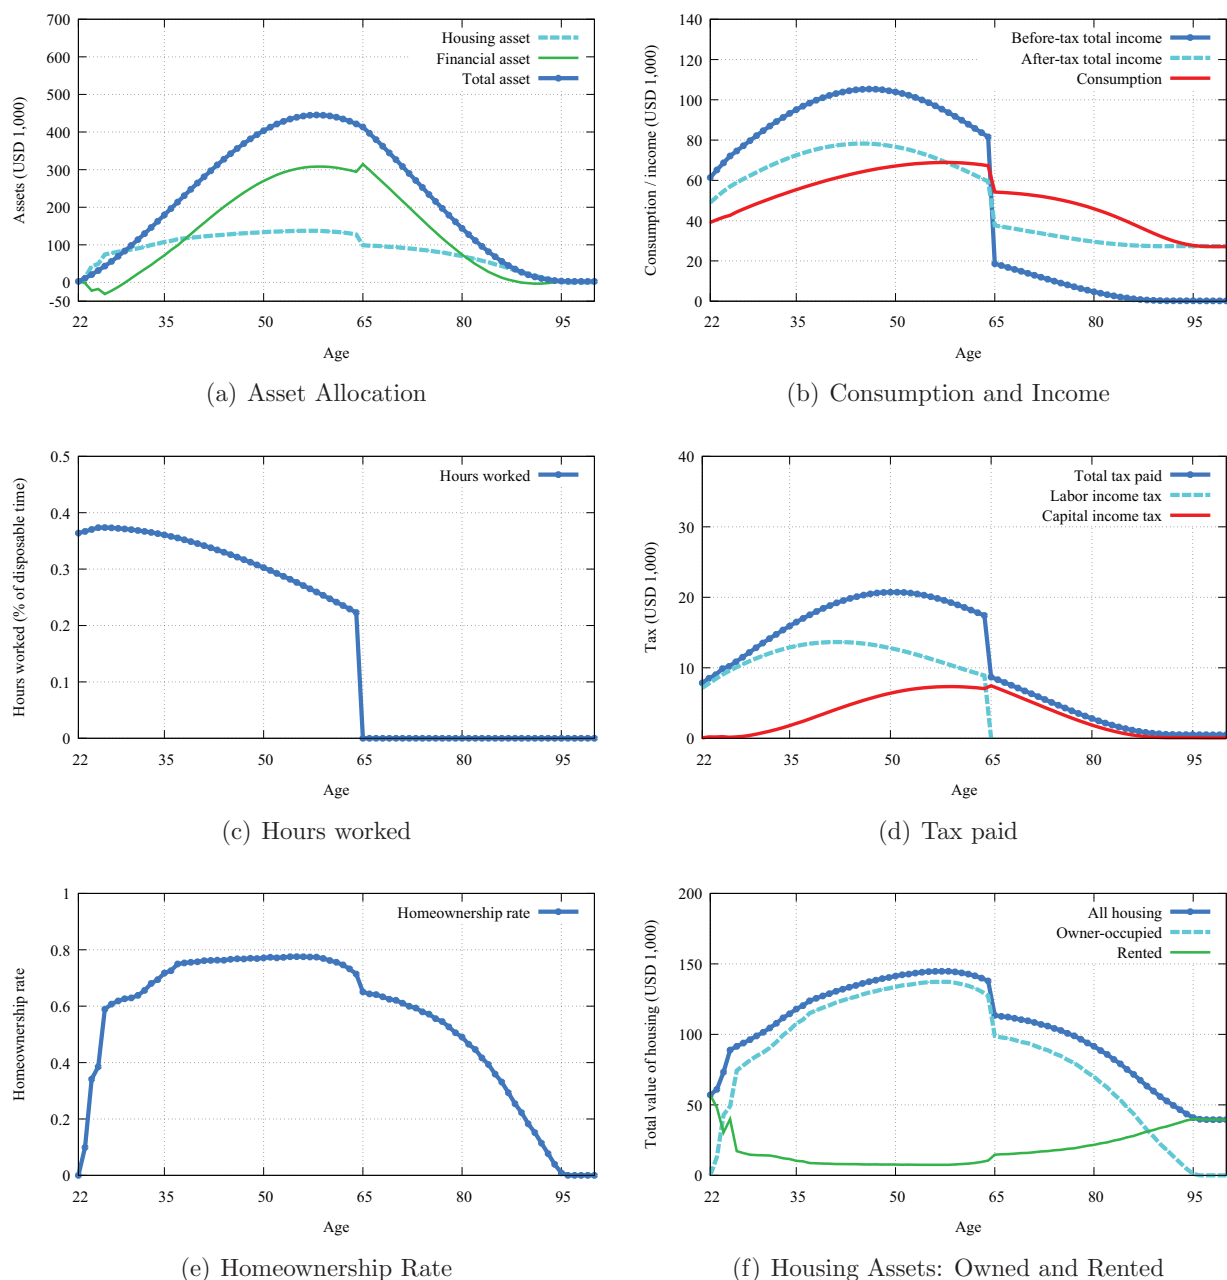 700
600
500
400
300
200
100
0
-50
22 35 50 65 80 95
Age
Assets (USD 1,000)
Housing asset
Financial asset
Total asset
(a) Asset Allocation
140
120
100
80
60
40
20
0
22 35 50 65 80 95
Age
Consumption / income (USD 1,000)
Before-tax total income
After-tax total income
Consumption
(b) Consumption and Income
0.5
0.4
0.3
0.2
0.1
0
22 35 50 65 80 95
Age
Hours worked (% of disposable time)
Hours worked
(c) Hours worked
40
30
20
10
0
22 35 50 65 80 95
Age
Tax (USD 1,000)
Total tax paid
Labor income tax
Capital income tax
(d) Tax paid
1
0.8
0.6
0.4
0.2
0
22 35 50 65 80 95
Age
Homeownership rate
Homeownership rate
(e) Homeownership Rate
200
150
100
50
0
22 35 50 65 80 95
Age
Total value of housing (USD 1,000)
All housing
Owner-occupied
Rented
(f) Housing Assets: Owned and Rented